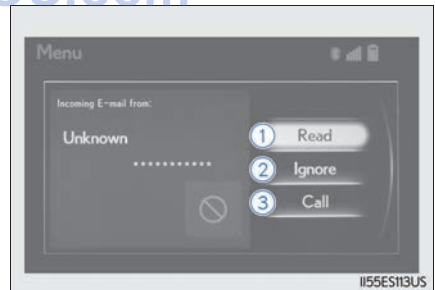 Menu
Incoming E-mail from:
Unknown
***********
1 Read
2 Ignore
3 Call
II55ES113US